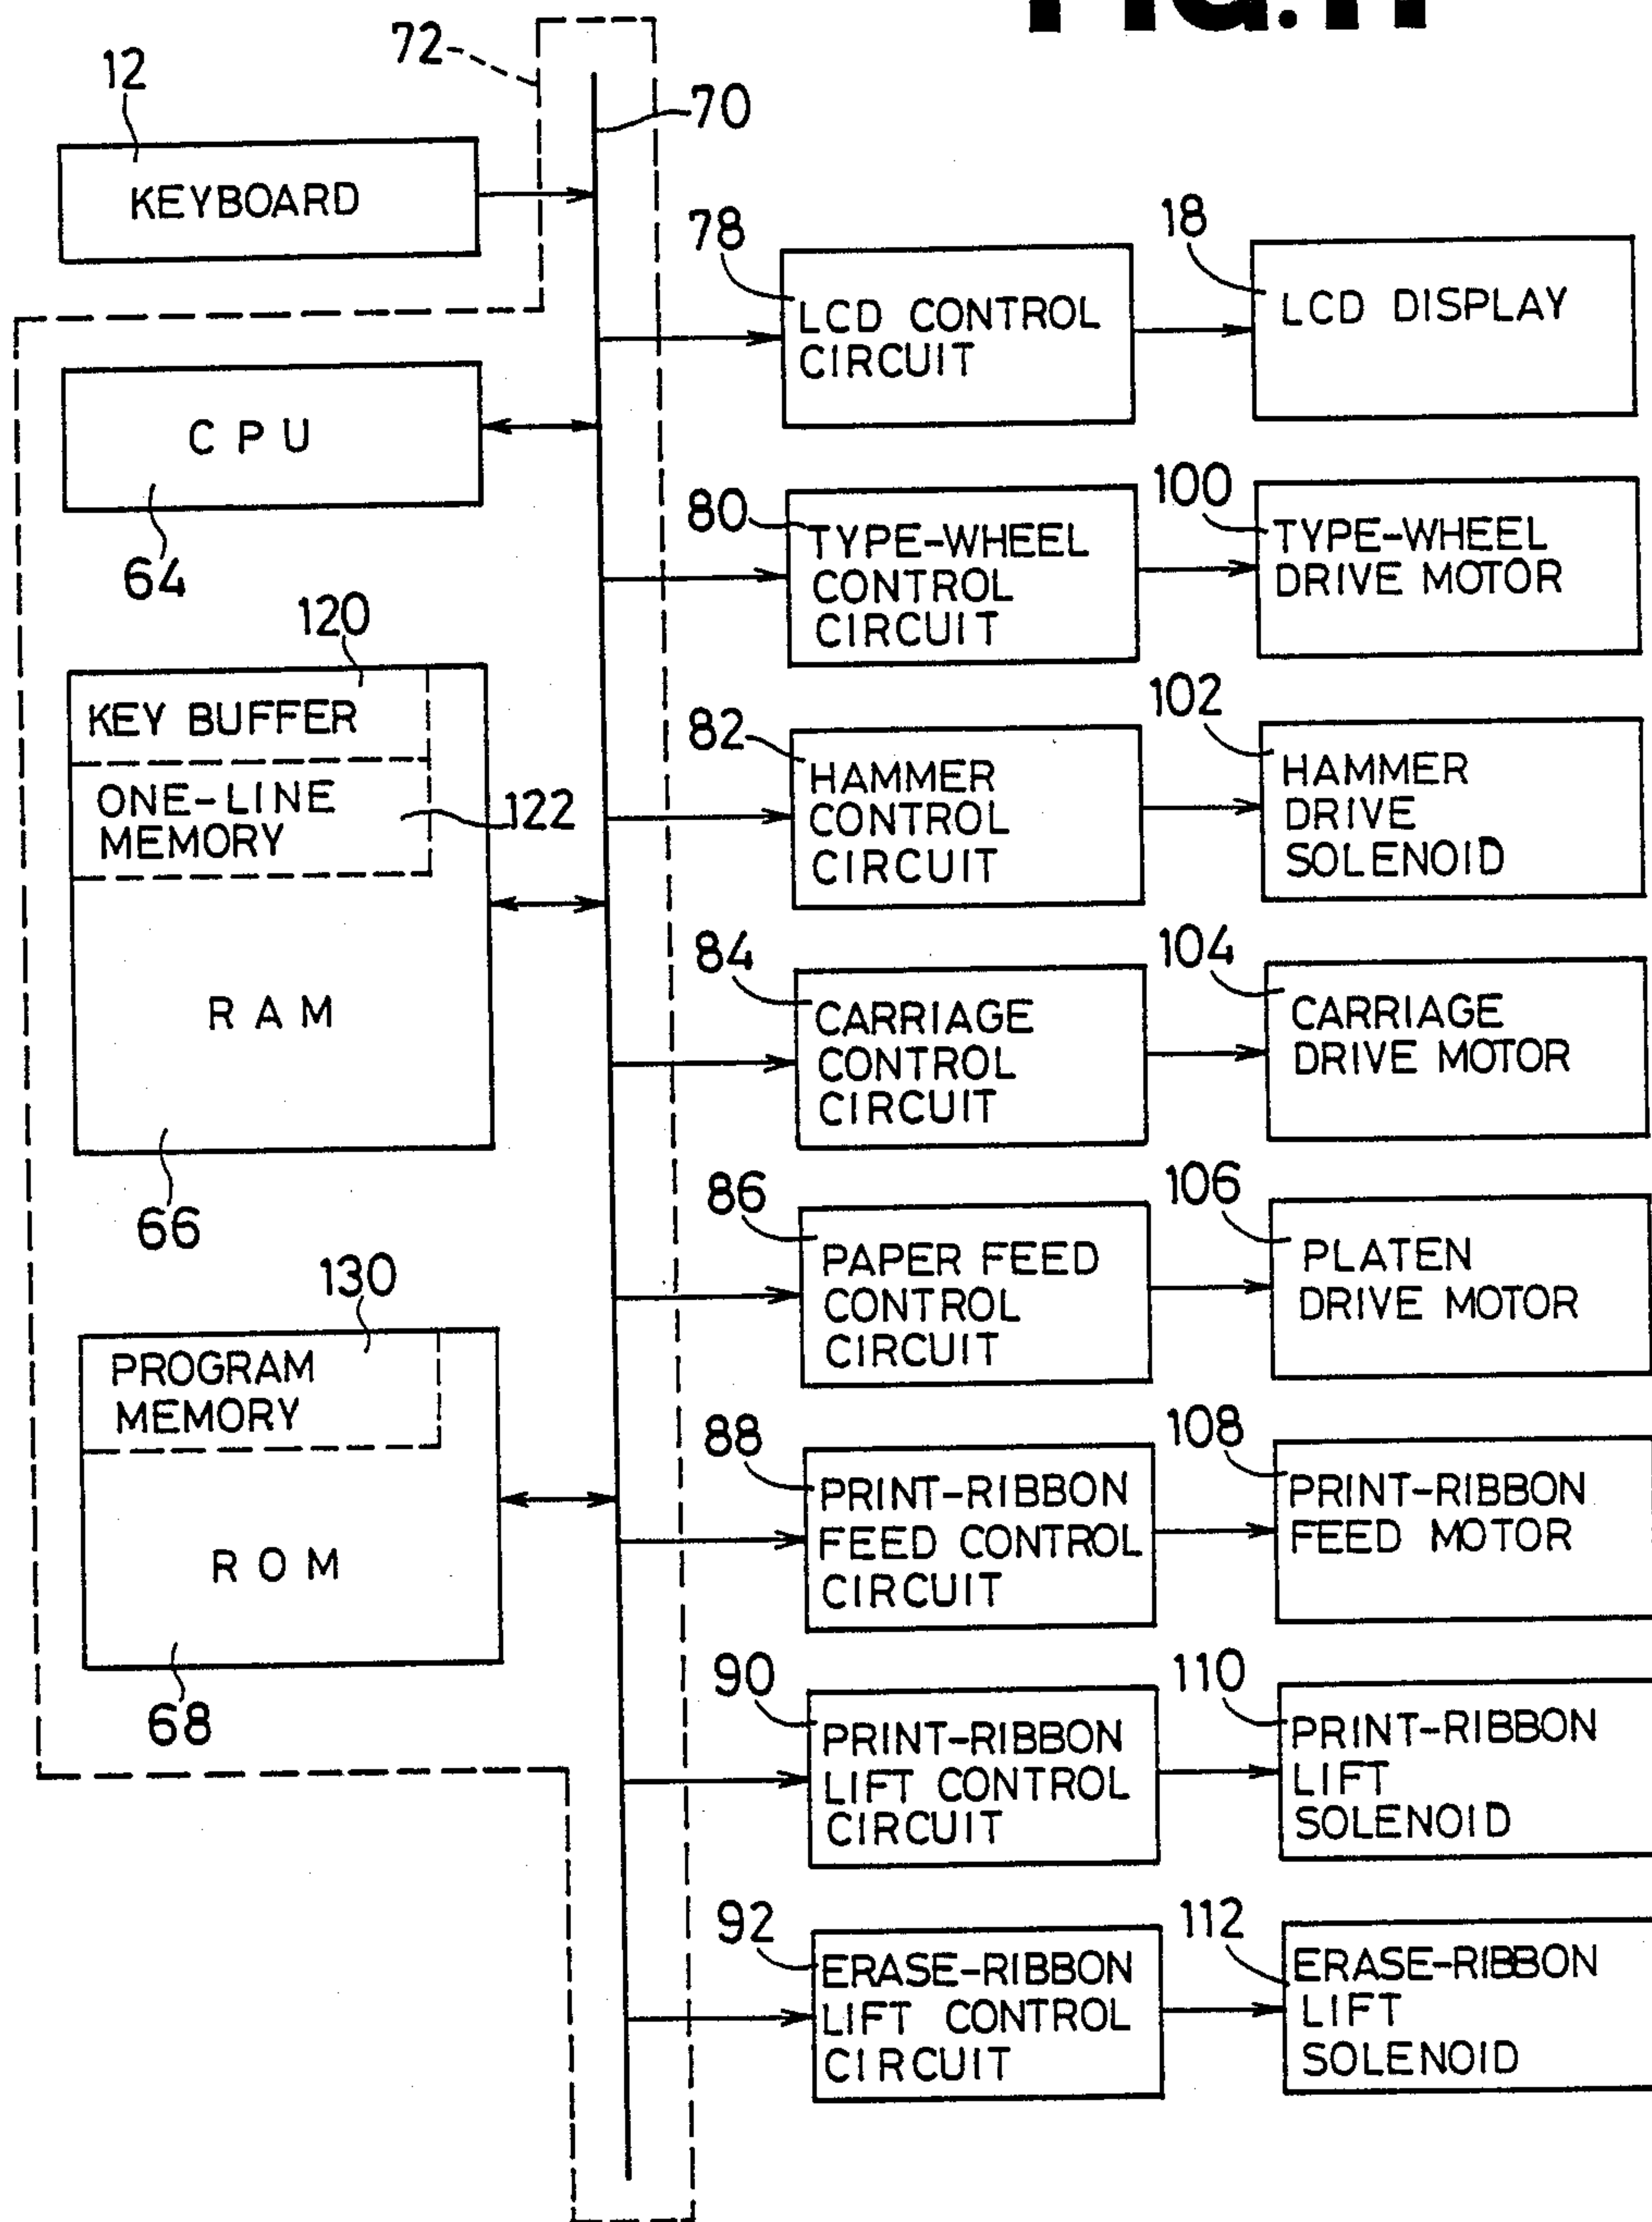 72
12
70
KEYBOARD
78
LCD CONTROL
CIRCUIT
18
LCD DISPLAY
CPU
64
80
TYPE-WHEEL
CONTROL
CIRCUIT
100
TYPE-WHEEL
DRIVE MOTOR
120
KEY BUFFER
ONE-LINE
MEMORY
122
RAM
66
82
HAMMER
CONTROL
CIRCUIT
102
HAMMER
DRIVE
SOLENOID
84
CARRIAGE
CONTROL
CIRCUIT
104
CARRIAGE
DRIVE MOTOR
86
PAPER FEED
CONTROL
CIRCUIT
106
PLATEN
DRIVE MOTOR
130
PROGRAM
MEMORY
ROM
68
88
PRINT-RIBBON
FEED CONTROL
CIRCUIT
108
PRINT-RIBBON
FEED MOTOR
90
PRINT-RIBBON
LIFT CONTROL
CIRCUIT
110
PRINT-RIBBON
LIFT
SOLENOID
92
ERASE-RIBBON
LIFT CONTROL
CIRCUIT
112
ERASE-RIBBON
LIFT
SOLENOID